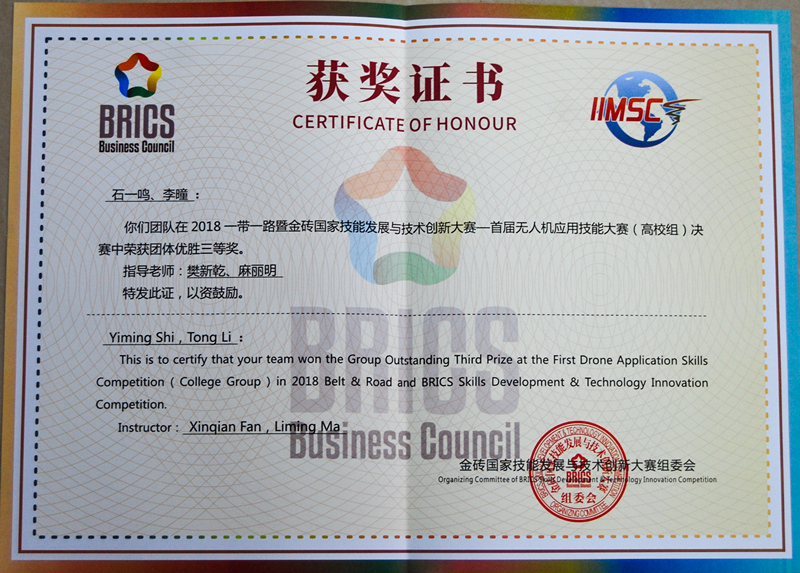 BRICS
Business Council
获奖证书
CERTIFICATE OF HONOUR
IIMSC
石一鸣、李瞳：
你们团队在2018一带一路暨金砖国家技能发展与技术创新大赛—首届无人机应用技能大赛（高校组）决
赛中荣获团体优胜三等奖。
指导老师：樊新乾、麻丽明
特发此证，以资鼓励。
Yiming Shi, Tong Li：
This is to certify that your team won the Group Outstanding Third Prize at the First Drone Application Skills
Competition ( College Group ) in 2018 Belt & Road and BRICS Skills Development & Technology Innovation
Competition.
Instructor： Xinqian Fan, Liming Ma
BRICS
Business Council
金砖国家技能发展与技术创新大赛组委会
Organizing Committee of BRICS Skills Development & Technology Innovation Competition
BRICS
组委会
ORGANIZING COMMITTEE